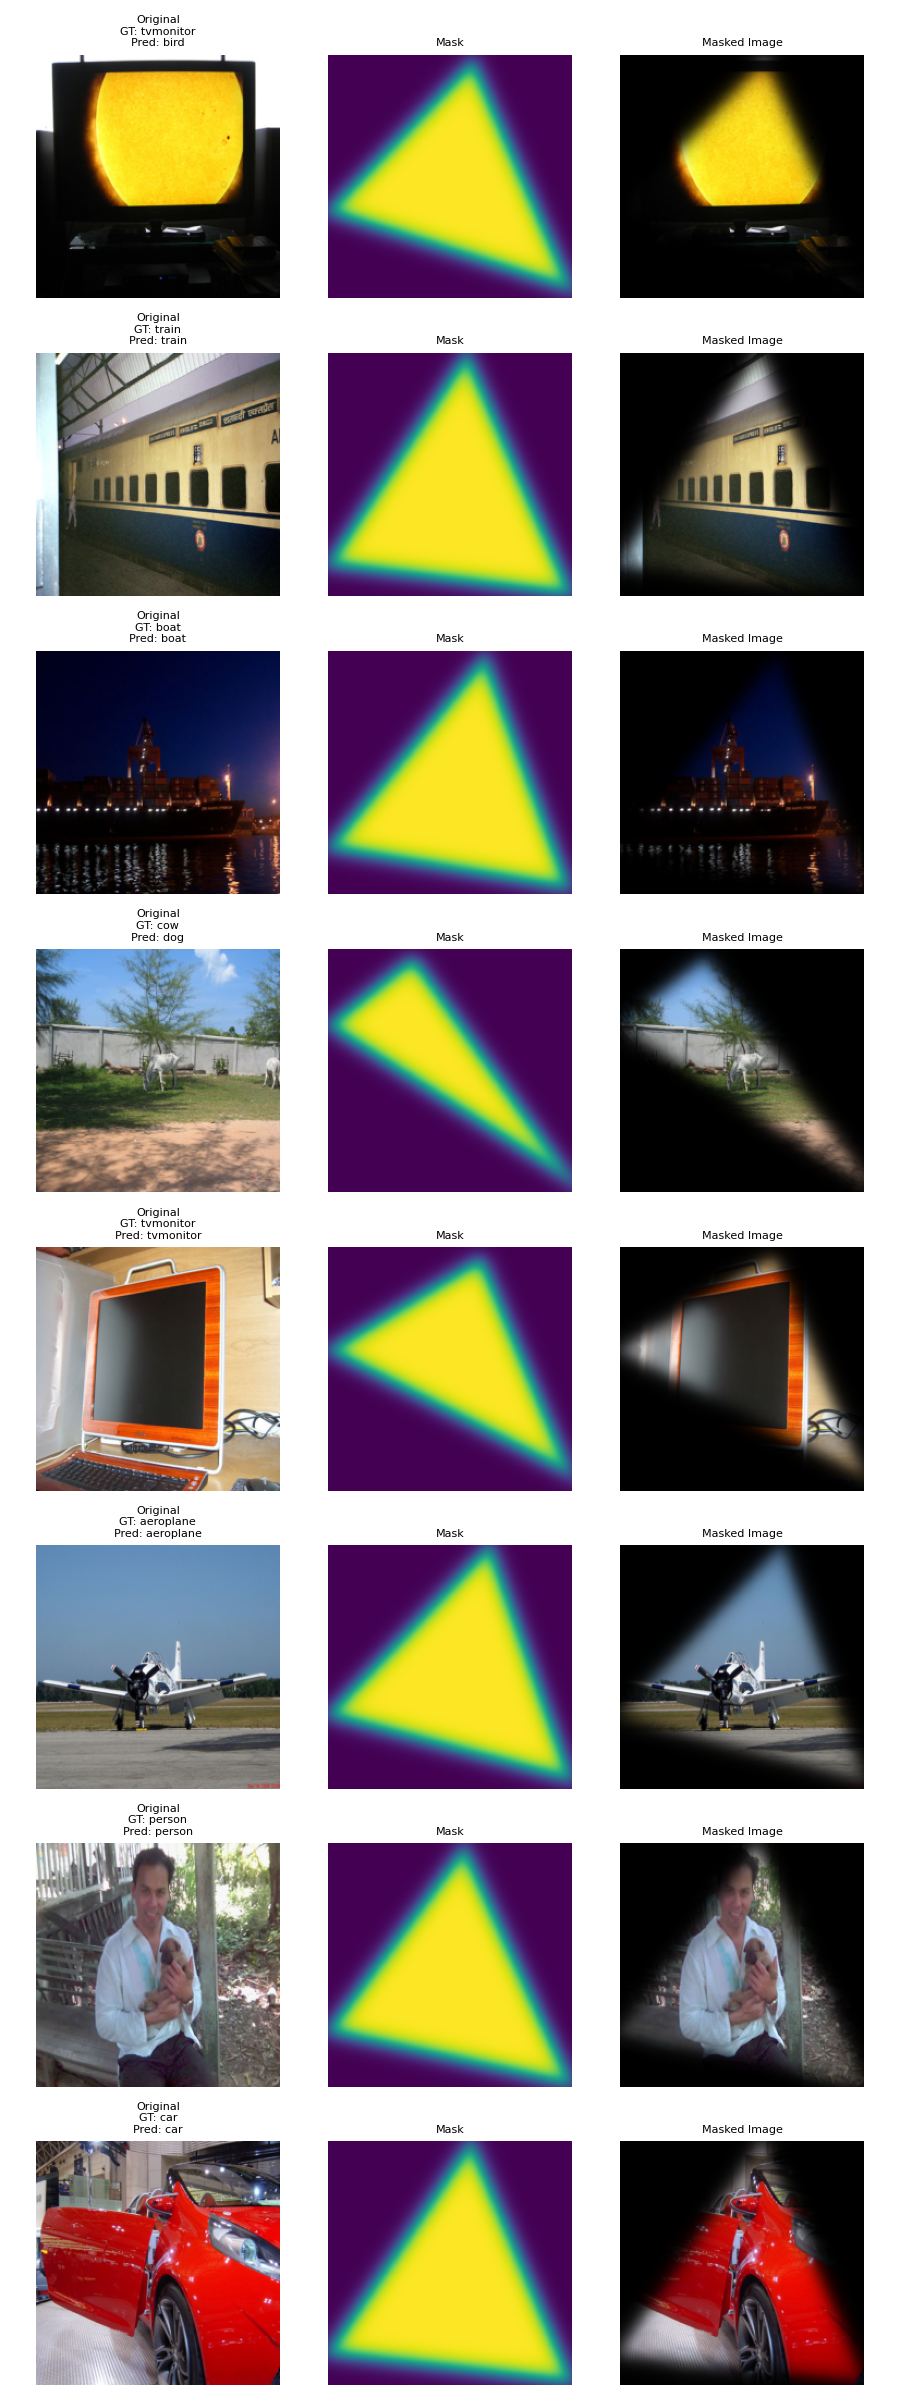 Original
GT: tvmonitor
Pred: bird
Mask
Masked Image
Original
GT: train
Pred: train
Mask
Masked Image
Original
GT: boat
Pred: boat
Mask
Masked Image
Original
GT: cow
Pred: dog
Mask
Masked Image
Original
GT: tvmonitor
Pred: tvmonitor
Mask
Masked Image
Original
GT: aeroplane
Pred: aeroplane
Mask
Masked Image
Original
GT: person
Pred: person
Mask
Masked Image
Original
GT: car
Pred: car
Mask
Masked Image